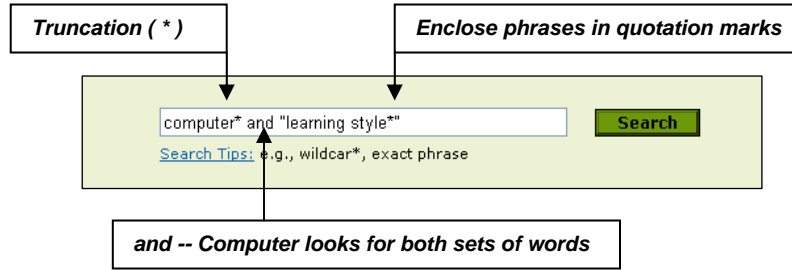 Truncation ( * )
Enclose phrases in quotation marks
computer* and "learning style*"
Search
Search Tips: e.g., wildcar*, exact phrase
and -- Computer looks for both sets of words